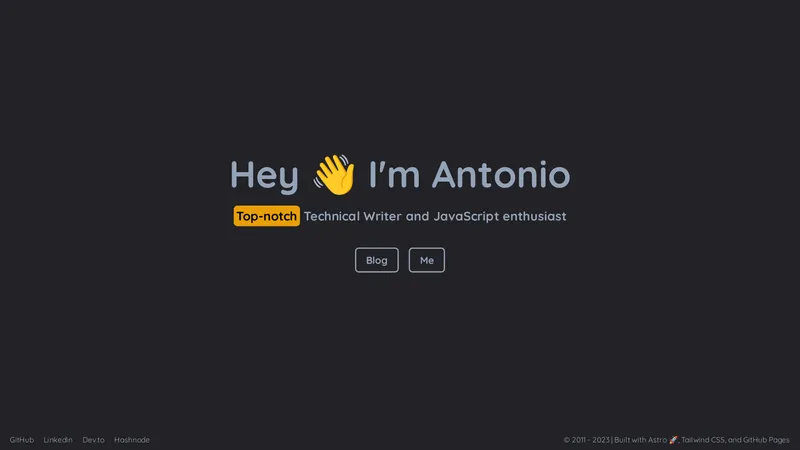 Hey 👋 I'm Antonio
Top-notch Technical Writer and JavaScript enthusiast
Blog Me
GitHub LinkedIn Dev.to Hashnode © 2011 - 2023 | Built with Astro 🚀, Tailwind CSS, and GitHub Pages